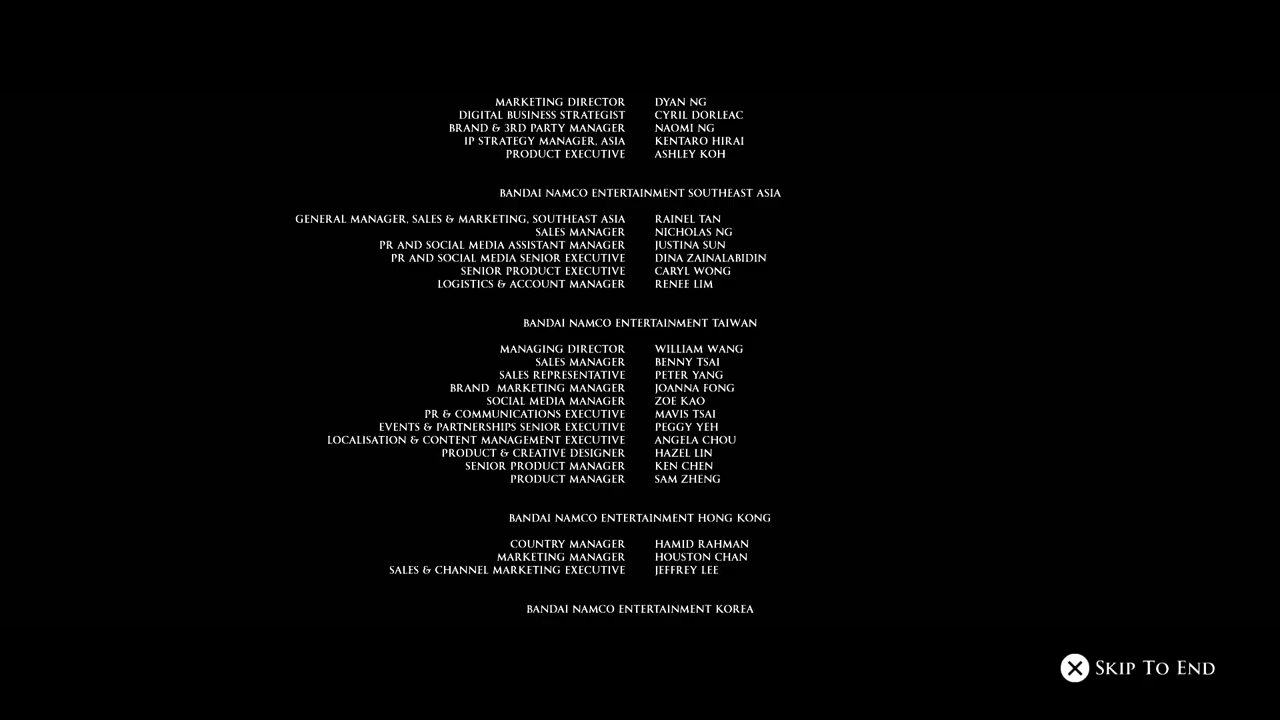 MARKETING DIRECTOR DYAN NG
DIGITAL BUSINESS STRATEGIST CYRIL DORLEAC
BRAND & 3RD PARTY MANAGER NAOMI NG
IP STRATEGY MANAGER, ASIA KENTARO HIRAI
PRODUCT EXECUTIVE ASHLEY KOH
BANDAI NAMCO ENTERTAINMENT SOUTHEAST ASIA
GENERAL MANAGER, SALES & MARKETING, SOUTHEAST ASIA RAINEL TAN
SALES MANAGER NICHOLAS NG
PR AND SOCIAL MEDIA ASSISTANT MANAGER JUSTINA SUN
PR AND SOCIAL MEDIA SENIOR EXECUTIVE DINA ZAINALABIDIN
SENIOR PRODUCT EXECUTIVE CARYL WONG
LOGISTICS & ACCOUNT MANAGER RENEE LIM
BANDAI NAMCO ENTERTAINMENT TAIWAN
MANAGING DIRECTOR WILLIAM WANG
SALES MANAGER BENNY TSAI
SALES REPRESENTATIVE PETER YANG
BRAND MARKETING MANAGER JOANNA FONG
SOCIAL MEDIA MANAGER ZOE KAO
PR & COMMUNICATIONS EXECUTIVE MAVIS TSAI
EVENTS & PARTNERSHIPS SENIOR EXECUTIVE PEGGY YEH
LOCALISATION & CONTENT MANAGEMENT EXECUTIVE ANGELA CHOU
PRODUCT & CREATIVE DESIGNER HAZEL LIN
SENIOR PRODUCT MANAGER KEN CHEN
PRODUCT MANAGER SAM ZHENG
BANDAI NAMCO ENTERTAINMENT HONG KONG
COUNTRY MANAGER HAMID RAHMAN
MARKETING MANAGER HOUSTON CHAN
SALES & CHANNEL MARKETING EXECUTIVE JEFFREY LEE
BANDAI NAMCO ENTERTAINMENT KOREA
SKIP TO END